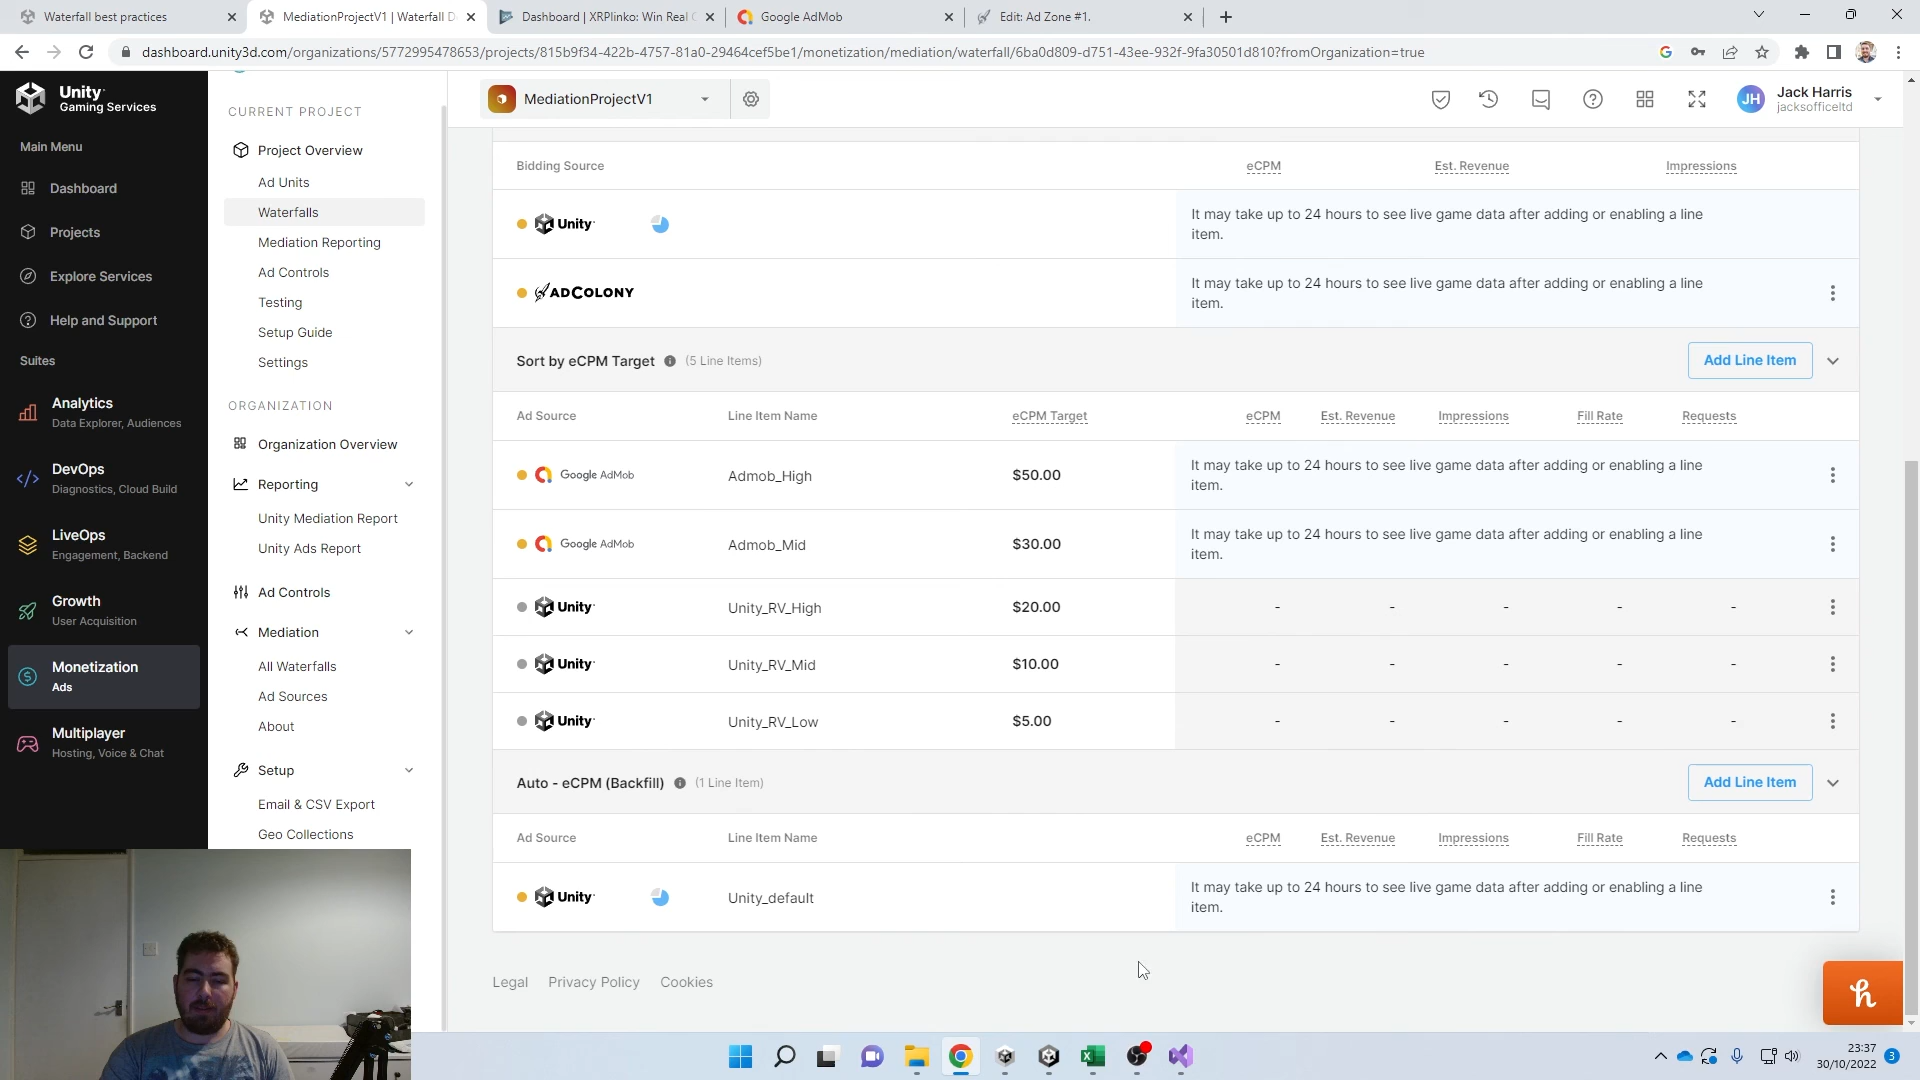 Waterfall best practices
MediationProjectV1 | Waterfall D
Dashboard | XRPlinko: Win Real C
Google AdMob
Edit: Ad Zone #1.
dashboard.unity3d.com/organizations/5772995478653/projects/815b9f34-422b-4757-81a0-29464cef5be1/monetization/mediation/waterfall/6ba0d809-d751-43ee-932f-9fa30501d810?fromOrganization=true
Unity
Gaming Services
Main Menu
Dashboard
Projects
Explore Services
Help and Support
Suites
Analytics
Data Explorer, Audiences
DevOps
Diagnostics, Cloud Build
LiveOps
Engagement, Backend
Growth
User Acquisition
Monetization
Ads
Multiplayer
Hosting, Voice & Chat
CURRENT PROJECT
Project Overview
Ad Units
Waterfalls
Mediation Reporting
Ad Controls
Testing
Setup Guide
Settings
ORGANIZATION
Organization Overview
Reporting
Unity Mediation Report
Unity Ads Report
Ad Controls
Mediation
All Waterfalls
Ad Sources
About
Setup
Email & CSV Export
Geo Collections
MediationProjectV1
JH
Jack Harris
jacksofficeltd
Bidding Source eCPM Est. Revenue Impressions
Unity It may take up to 24 hours to see live game data after adding or enabling a line
item.
ADCOLONY It may take up to 24 hours to see live game data after adding or enabling a line
item.
Sort by eCPM Target (5 Line Items) Add Line Item
Ad Source Line Item Name eCPM Target eCPM Est. Revenue Impressions Fill Rate Requests
Google AdMob Admob_High $50.00 It may take up to 24 hours to see live game data after adding or enabling a line
item.
Google AdMob Admob_Mid $30.00 It may take up to 24 hours to see live game data after adding or enabling a line
item.
Unity Unity_RV_High $20.00 - - - - -
Unity Unity_RV_Mid $10.00 - - - - -
Unity Unity_RV_Low $5.00 - - - - -
Auto - eCPM (Backfill) (1 Line Item) Add Line Item
Ad Source Line Item Name eCPM Est. Revenue Impressions Fill Rate Requests
Unity Unity_default It may take up to 24 hours to see live game data after adding or enabling a line
item.
Legal Privacy Policy Cookies
23:37
30/10/2022
3